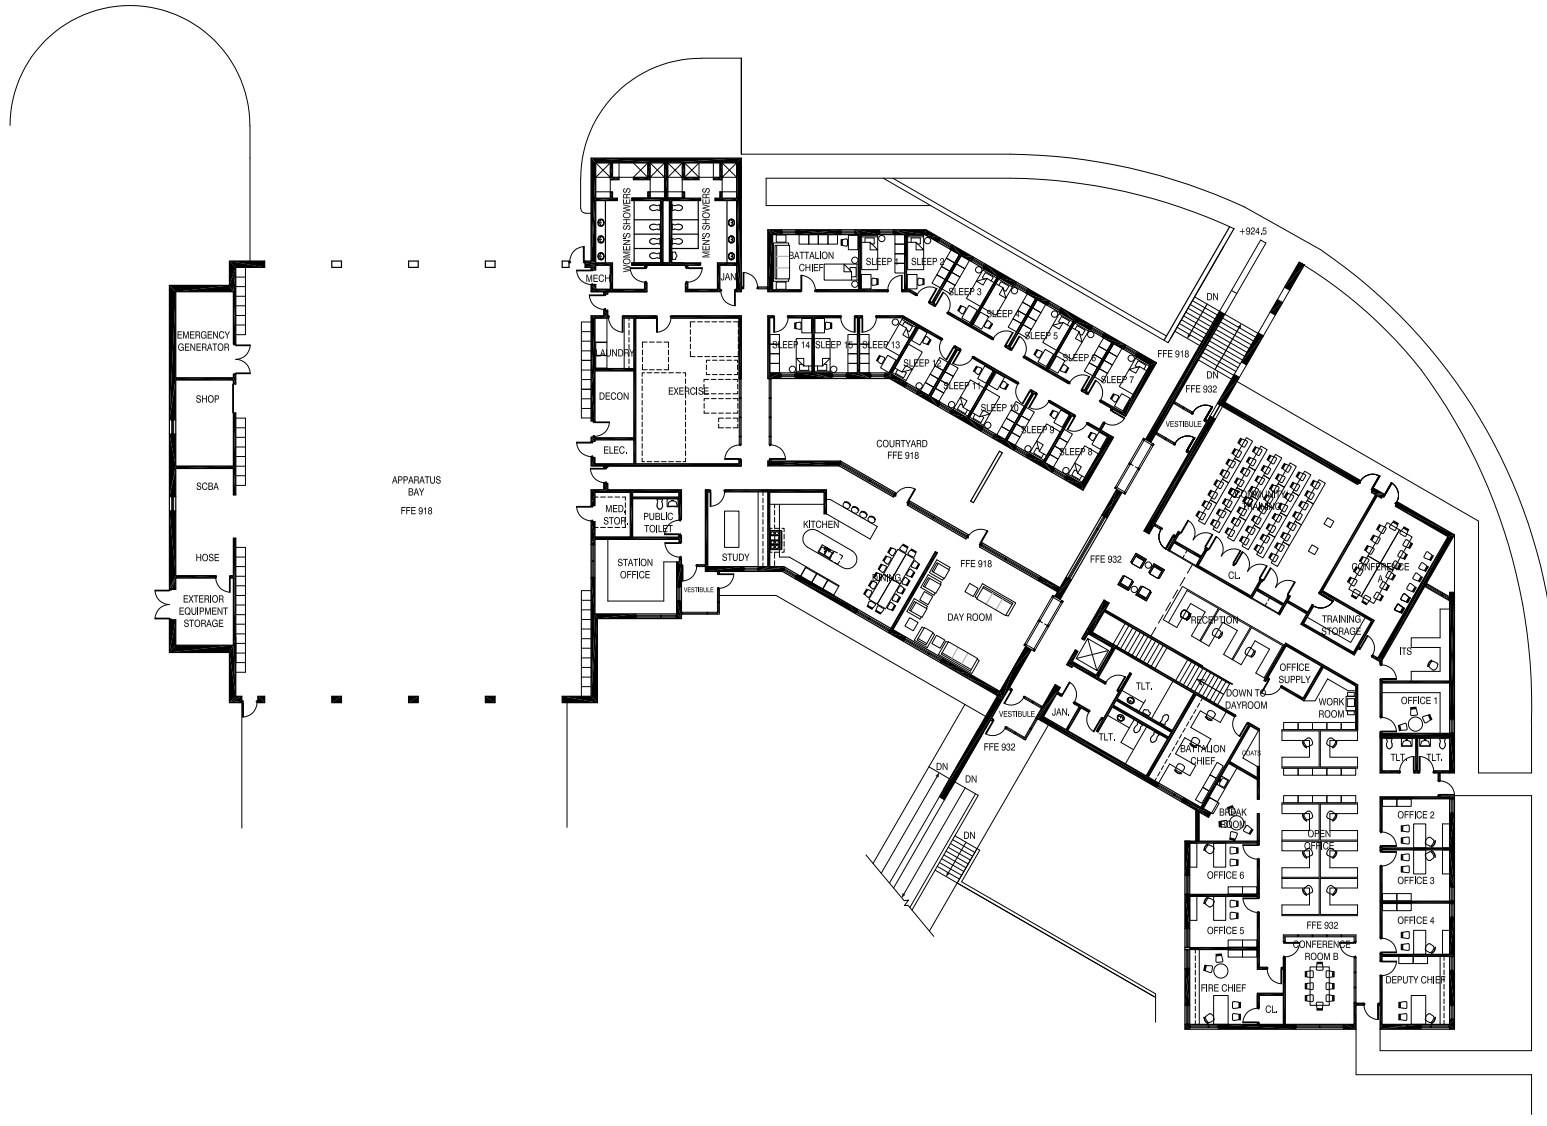 +924.5
WOMEN'S SHOWERS
MEN'S SHOWERS
BATTALION
CHIEF
SLEEP 1
SLEEP 2
SLEEP 3
SLEEP 4
SLEEP 5
SLEEP 6
SLEEP 7
MECH
JAN.
DN
EMERGENCY
GENERATOR
LAUNDRY
SLEEP 14
SLEEP 15
SLEEP 13
SLEEP 12
SLEEP 11
SLEEP 10
SLEEP 9
SLEEP 8
FFE 918
DN
FFE 932
VESTIBULE
SHOP
DECON
EXERCISE
ELEC.
COURTYARD
FFE 918
SCBA
APPARATUS
BAY
FFE 918
COMMUNITY
TRAINING
MED.
STOR.
PUBLIC
TOILET
KITCHEN
HOSE
STATION
OFFICE
STUDY
VESTIBULE
DINING
FFE 918
FFE 932
CL.
CONFERENCE
A
EXTERIOR
EQUIPMENT
STORAGE
DAY ROOM
RECEPTION
TRAINING
STORAGE
ITS
OFFICE
SUPPLY
TLT.
DOWN TO
DAYROOM
WORK
ROOM
OFFICE 1
JAN.
VESTIBULE
TLT.
FFE 932
BATTALION
CHIEF
COATS
TLT.
TLT.
DN
DN
DN
BREAK
ROOM
OPEN
OFFICE
OFFICE 2
OFFICE 6
OFFICE 3
OFFICE 5
OFFICE 4
FFE 932
CONFERENCE
ROOM B
FIRE CHIEF
DEPUTY CHIEF
CL.